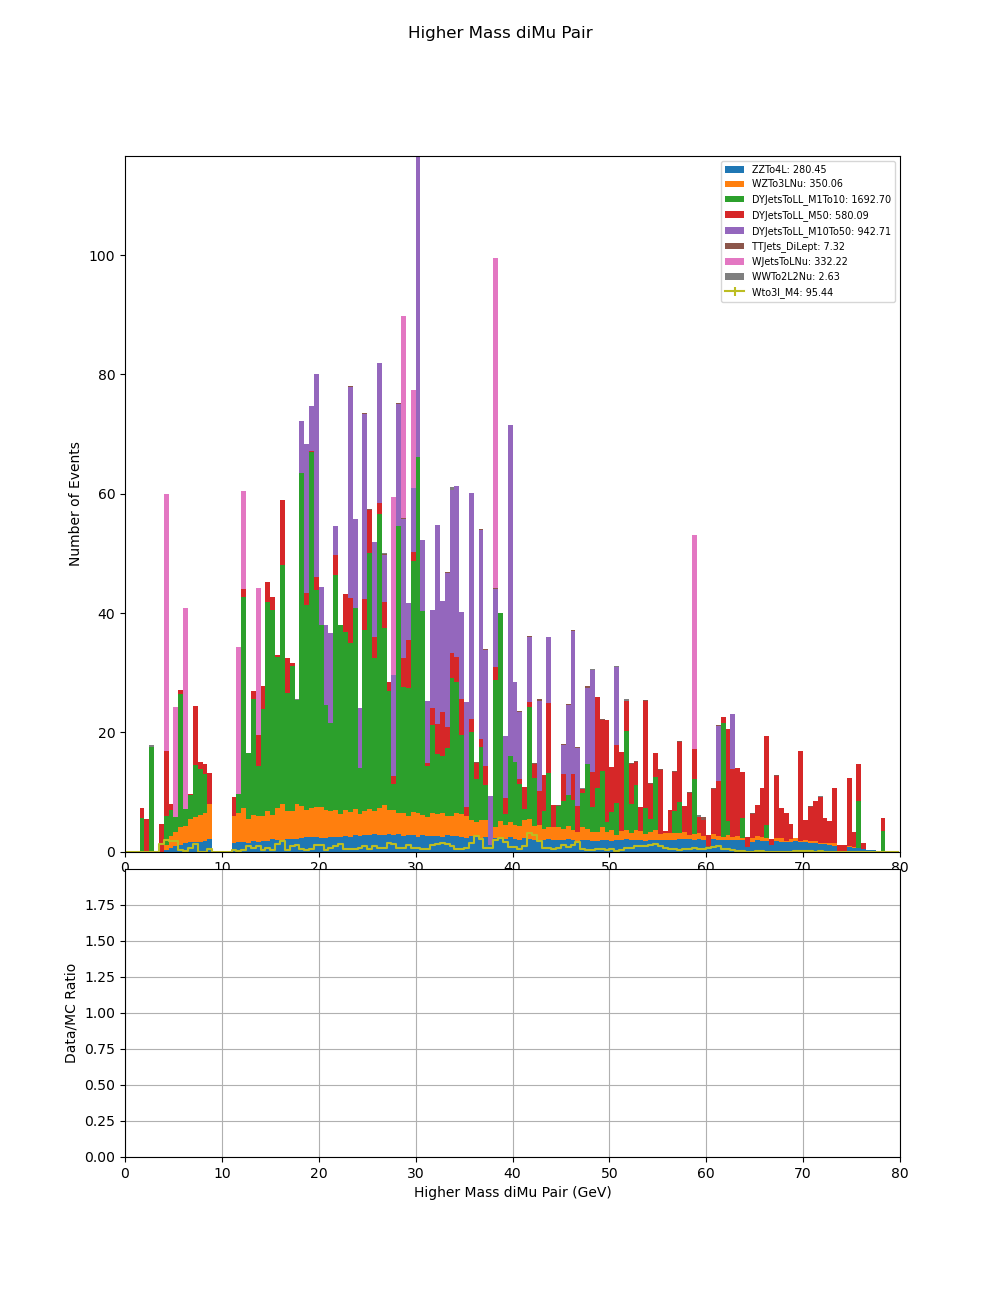 Higher Mass diMu Pair
ZZTo4L: 280.45
WZTo3LNu: 350.06
DYJetsToLL_M1To10: 1692.70
DYJetsToLL_M50: 580.09
DYJetsToLL_M10To50: 942.71
TTJets_DiLept: 7.32
WJetsToLNu: 332.22
WWTo2L2Nu: 2.63
Wto3l_M4: 95.44
Number of Events
100
80
60
40
20
0
0 10 20 30 40 50 60 70 80
Data/MC Ratio
1.75
1.50
1.25
1.00
0.75
0.50
0.25
0.00
0 10 20 30 40 50 60 70 80
Higher Mass diMu Pair (GeV)